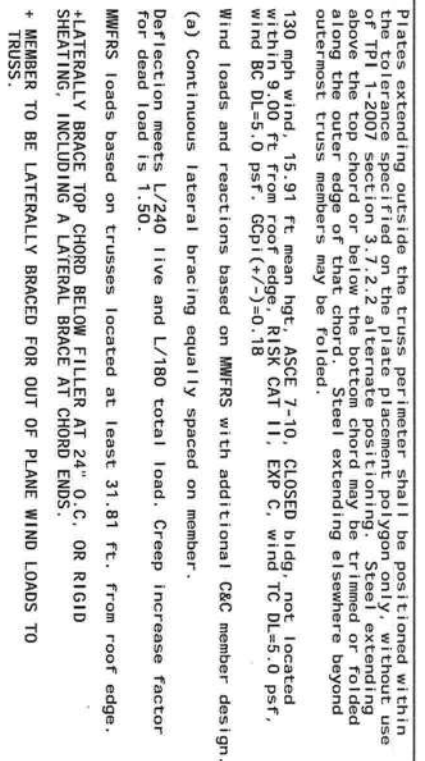 Plates extending outside the truss perimeter shall be positioned within
the tolerance specified on the plate placement polygon only, without use
of TPI 1-2007 section 3.7.2.2 alternate positioning. Steel extending
above the top chord or below the bottom chord may be trimmed or folded
along the outer edge of that chord. Steel extending elsewhere beyond
outermost truss members may be folded.
130 mph wind, 15.91 ft mean hgt, ASCE 7-10, CLOSED bldg, not located
within 9.00 ft from roof edge, RISK CAT II, EXP C, wind TC DL=5.0 psf,
wind BC DL=5.0 psf. GCpi(+/-)=0.18
Wind loads and reactions based on MWFRS with additional C&C member design.
(a) Continuous lateral bracing equally spaced on member.
Deflection meets L/240 live and L/180 total load. Creep increase factor
for dead load is 1.50.
MWFRS loads based on trusses located at least 31.81 ft. from roof edge.
+LATERALLY BRACE TOP CHORD BELOW FILLER AT 24" O.C, OR RIGID
SHEATING, INCLUDING A LATERAL BRACE AT CHORD ENDS.
+ MEMBER TO BE LATERALLY BRACED FOR OUT OF PLANE WIND LOADS TO
TRUSS.